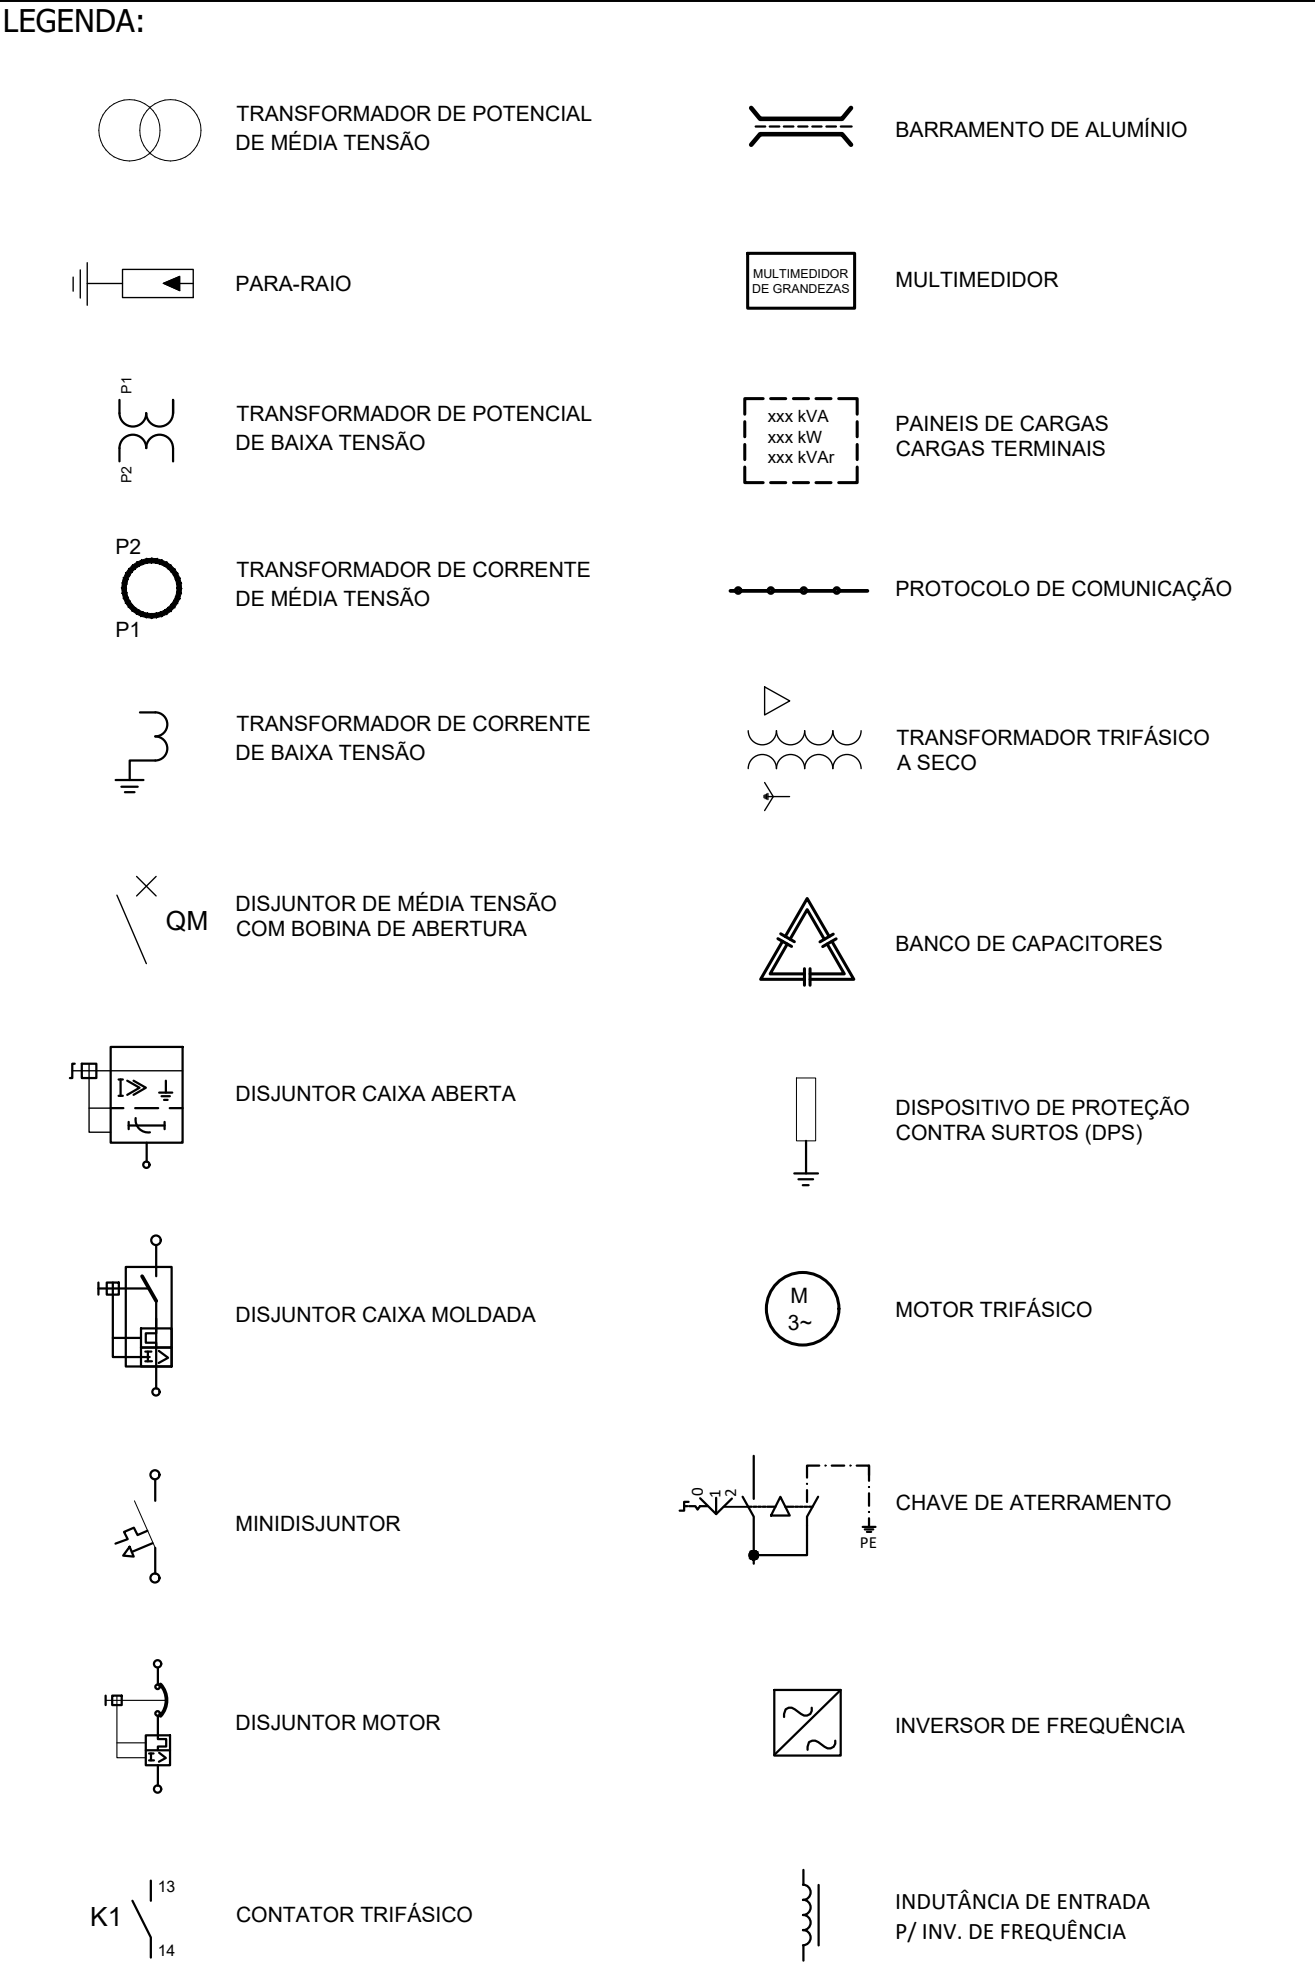 LEGENDA:
TRANSFORMADOR DE POTENCIAL
DE MÉDIA TENSÃO
PARA-RAIO
P1
P2
TRANSFORMADOR DE POTENCIAL
DE BAIXA TENSÃO
P2
P1
TRANSFORMADOR DE CORRENTE
DE MÉDIA TENSÃO
TRANSFORMADOR DE CORRENTE
DE BAIXA TENSÃO
QM
DISJUNTOR DE MÉDIA TENSÃO
COM BOBINA DE ABERTURA
I
DISJUNTOR CAIXA ABERTA
I
DISJUNTOR CAIXA MOLDADA
MINIDISJUNTOR
I
DISJUNTOR MOTOR
K1
13
14
CONTATOR TRIFÁSICO
BARRAMENTO DE ALUMÍNIO
MULTIMEDIDOR
DE GRANDEZAS
MULTIMEDIDOR
xxx kVA
xxx kW
xxx kVAr
PAINEIS DE CARGAS
CARGAS TERMINAIS
PROTOCOLO DE COMUNICAÇÃO
TRANSFORMADOR TRIFÁSICO
A SECO
BANCO DE CAPACITORES
DISPOSITIVO DE PROTEÇÃO
CONTRA SURTOS (DPS)
M
3~
MOTOR TRIFÁSICO
0 1 2
PE
CHAVE DE ATERRAMENTO
INVERSOR DE FREQUÊNCIA
INDUTÂNCIA DE ENTRADA
P/ INV. DE FREQUÊNCIA